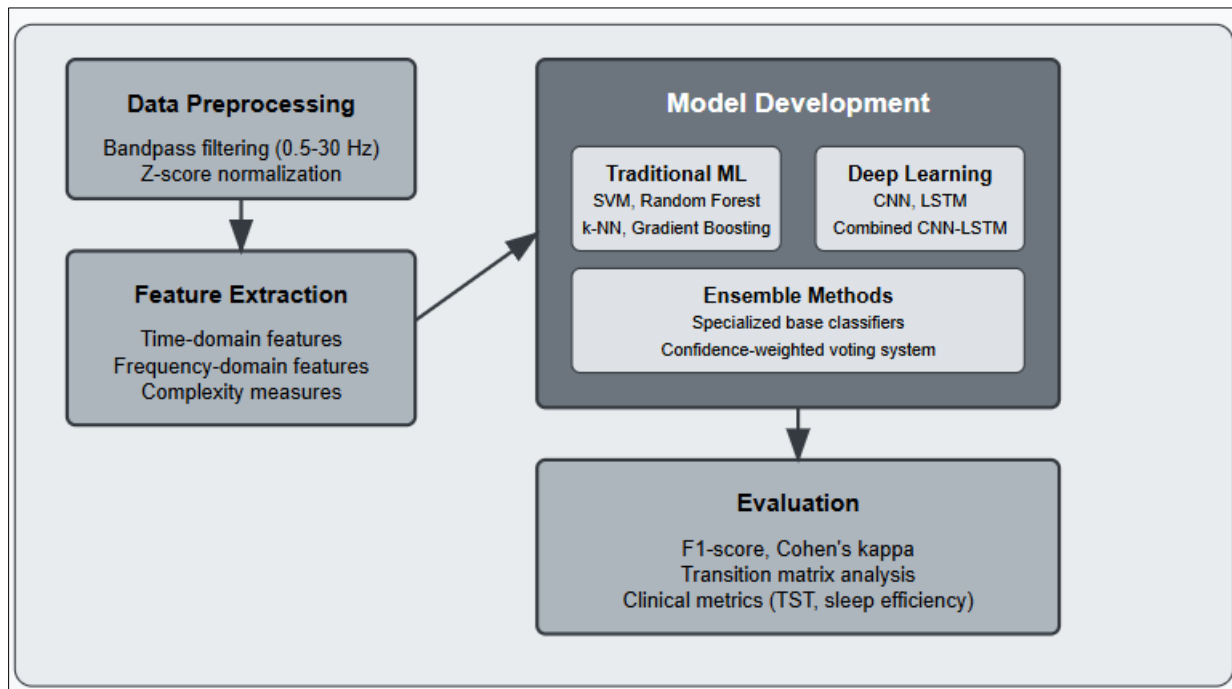 Data Preprocessing
Bandpass filtering (0.5-30 Hz)
Z-score normalization
Feature Extraction
Time-domain features
Frequency-domain features
Complexity measures
Model Development
Traditional ML
SVM, Random Forest
k-NN, Gradient Boosting
Deep Learning
CNN, LSTM
Combined CNN-LSTM
Ensemble Methods
Specialized base classifiers
Confidence-weighted voting system
Evaluation
F1-score, Cohen's kappa
Transition matrix analysis
Clinical metrics (TST, sleep efficiency)